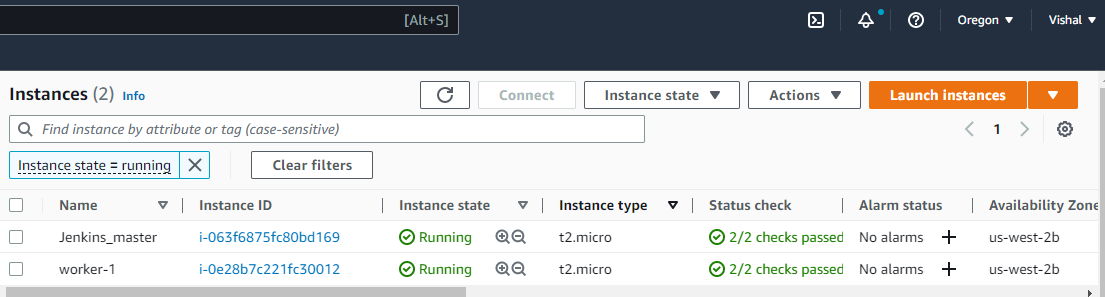 [Alt+S] Oregon Vishal
Instances (2) Info Connect Instance state Actions Launch instances
Find instance by attribute or tag (case-sensitive) 1
Instance state = running Clear filters
Name Instance ID Instance state Instance type Status check Alarm status Availability Zone
Jenkins_master i-063f6875fc80bd169 Running t2.micro 2/2 checks passed No alarms + us-west-2b
worker-1 i-0e28b7c221fc30012 Running t2.micro 2/2 checks passed No alarms + us-west-2b